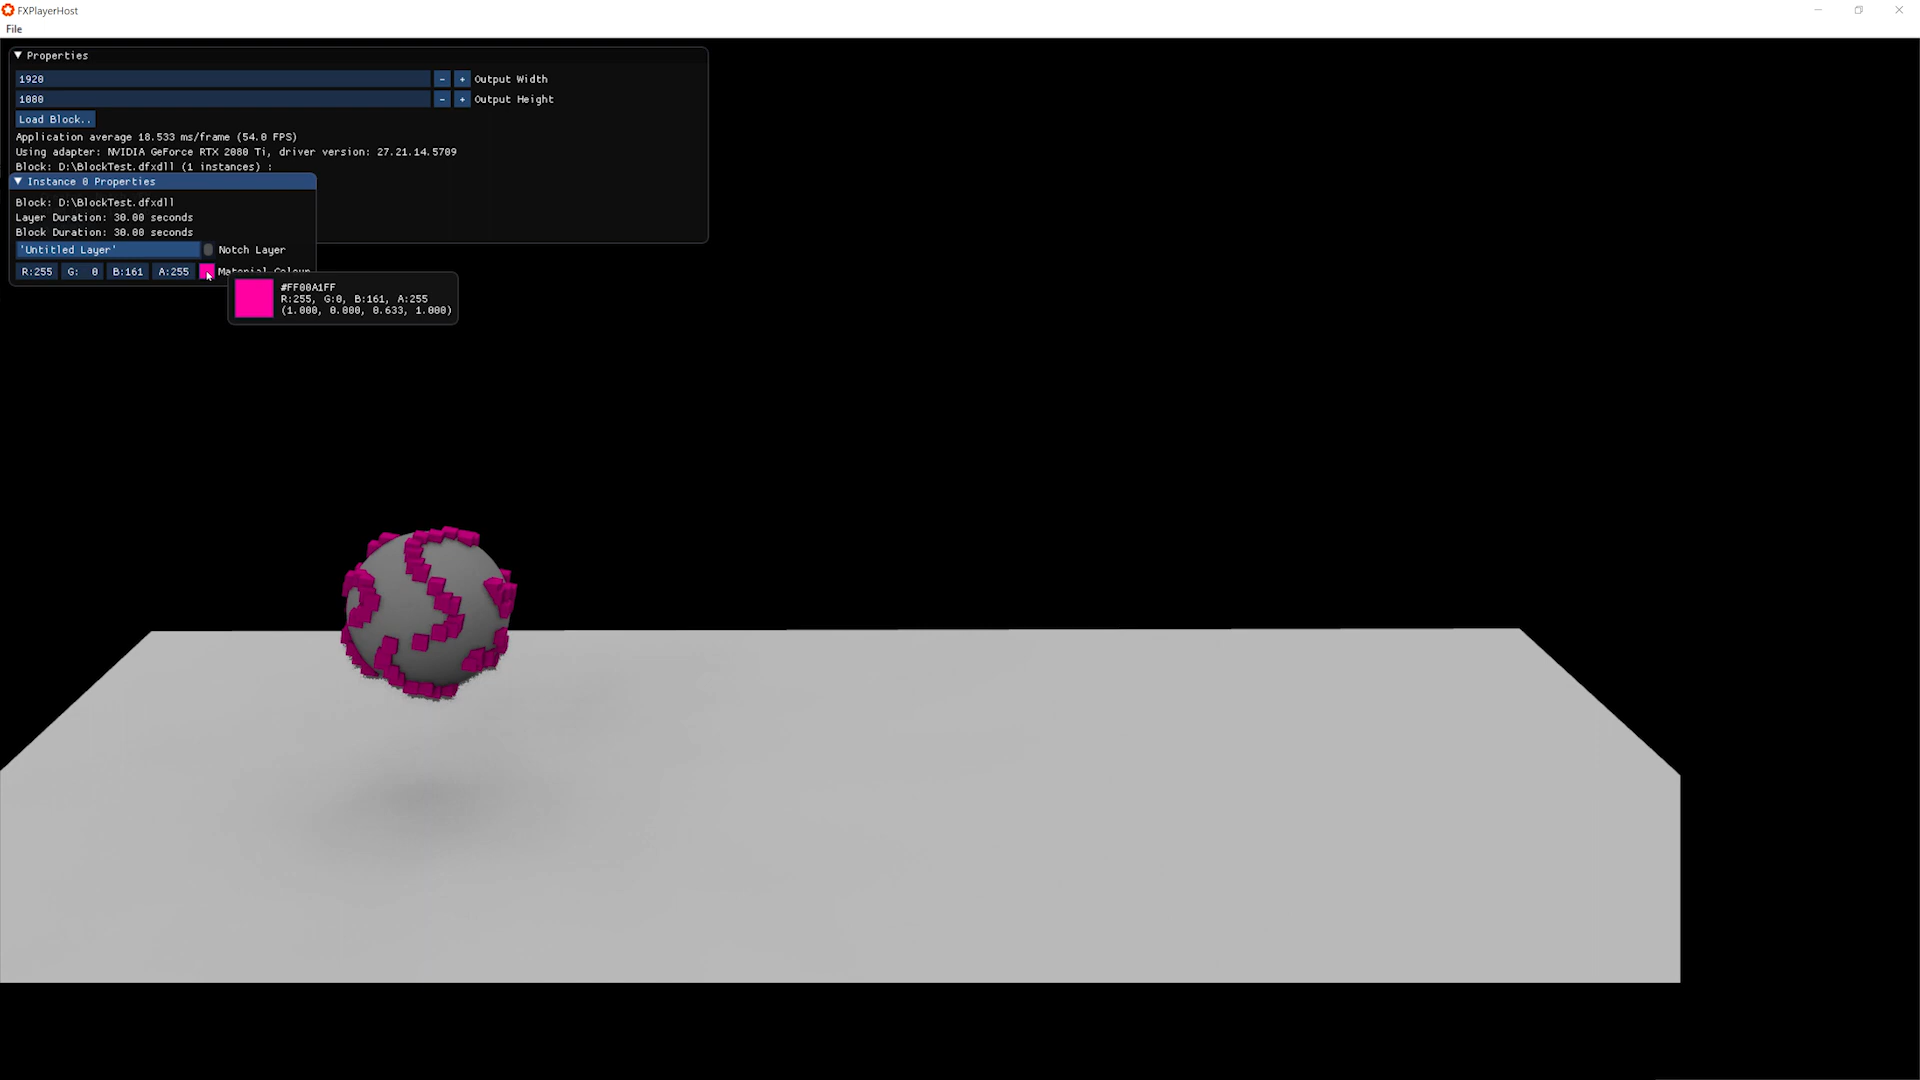 FXPlayerHost
File
Properties
1920 - + Output Width
1080 - + Output Height
Load Block..
Application average 18.533 ms/frame (54.0 FPS)
Using adapter: NVIDIA GeForce RTX 2080 Ti, driver version: 27.21.14.5709
Block: D:\BlockTest.dfxdll (1 instances) :
Instance 0 Properties
Block: D:\BlockTest.dfxdll
Layer Duration: 30.00 seconds
Block Duration: 30.00 seconds
'Untitled Layer' Notch Layer
R:255 G: 0 B:161 A:255 Material Colour
#FF00A1FF
R:255, G:0, B:161, A:255
(1.000, 0.000, 0.633, 1.000)